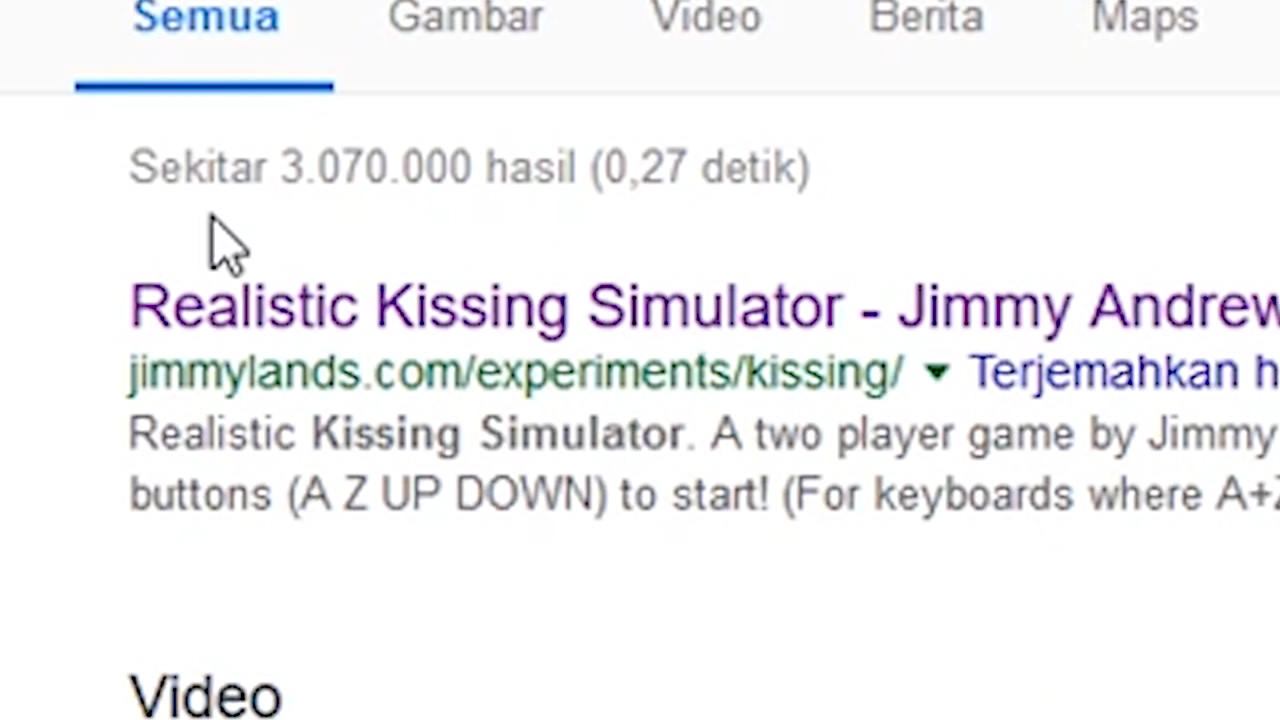 Semua Gambar Video Berita Maps
Sekitar 3.070.000 hasil (0,27 detik)
Realistic Kissing Simulator - Jimmy Andrew
jimmylands.com/experiments/kissing/ Terjemahkan h
Realistic Kissing Simulator. A two player game by Jimmy
buttons (A Z UP DOWN) to start! (For keyboards where A+Z
Video